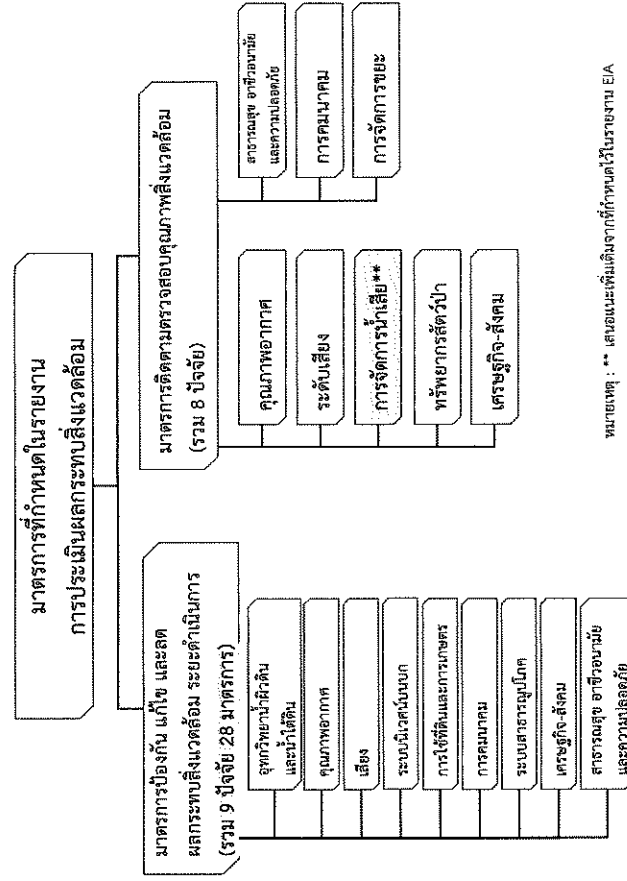 มาตรการที่กำหนดในรายงาน
การประเมินผลกระทบสิ่งแวดล้อม
มาตรการป้องกัน แก้ไข และลด
ผลกระทบสิ่งแวดล้อม ระยะดำเนินการ
(รวม 9 ปัจจัย 28 มาตรการ)
อุทกวิทยาน้ำผิวดิน
และน้ำใต้ดิน
คุณภาพอากาศ
เสียง
ระบบนิเวศน์บนบก
การใช้ที่ดินและการเกษตร
การคมนาคม
ระบบสาธารณูปโภค
เศรษฐกิจ-สังคม
สาธารณสุข อาชีวอนามัย
และความปลอดภัย
มาตรการติดตามตรวจสอบคุณภาพสิ่งแวดล้อม
(รวม 8 ปัจจัย)
คุณภาพอากาศ
ระดับเสียง
การจัดการน้ำเสีย**
ทรัพยากรสัตว์ป่า
เศรษฐกิจ-สังคม
สาธารณสุข อาชีวอนามัย
และความปลอดภัย
การคมนาคม
การจัดการขยะ
หมายเหตุ : ** เสนอแนะเพิ่มเติมจากที่กำหนดไว้ในรายงาน EIA